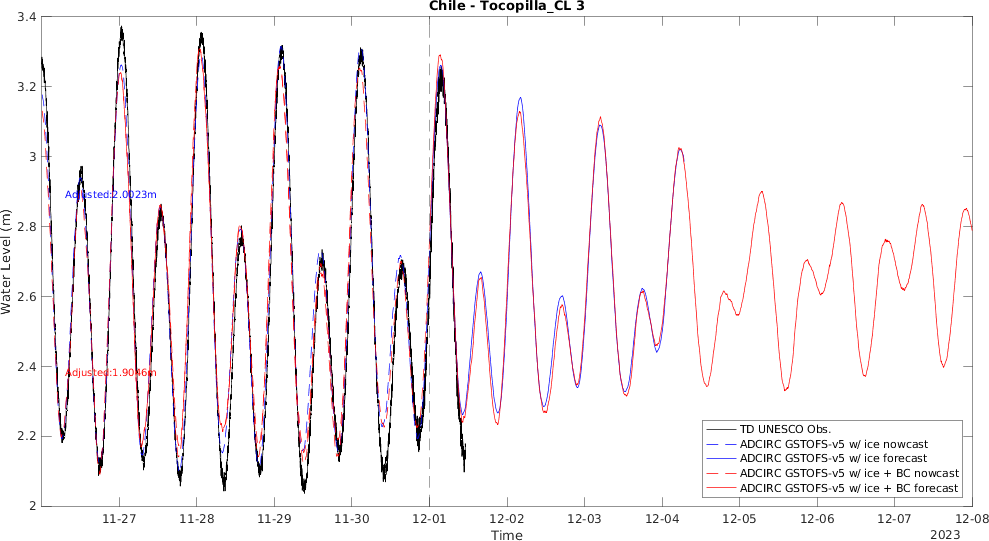 Chile - Tocopilla_CL 3
3.4
3.2
3
2.8
2.6
2.4
2.2
2
Water Level (m)
Adjusted:2.0023m
Adjusted:1.9046m
TD UNESCO Obs.
ADCIRC GSTOFS-v5 w/ ice nowcast
ADCIRC GSTOFS-v5 w/ ice forecast
ADCIRC GSTOFS-v5 w/ ice + BC nowcast
ADCIRC GSTOFS-v5 w/ ice + BC forecast
11-27 11-28 11-29 11-30 12-01 12-02 12-03 12-04 12-05 12-06 12-07 12-08
Time
2023